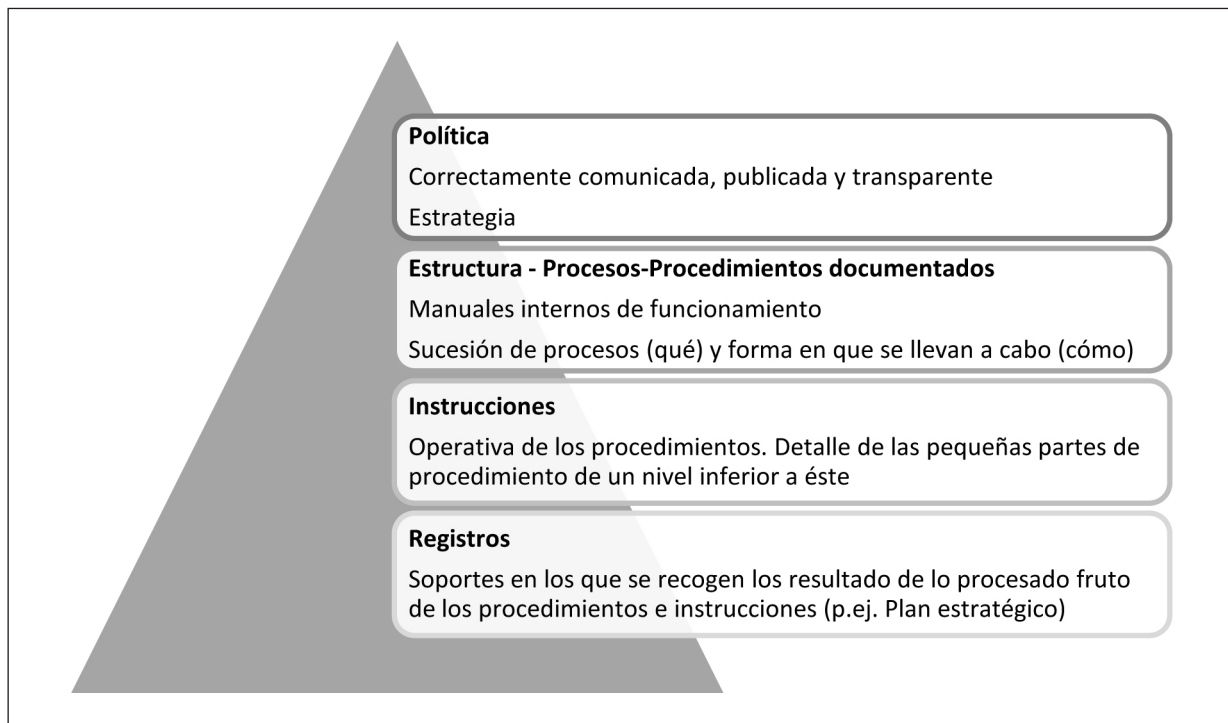 Política
Correctamente comunicada, publicada y transparente
Estrategia
Estructura - Procesos-Procedimientos documentados
Manuales internos de funcionamiento
Sucesión de procesos (qué) y forma en que se llevan a cabo (cómo)
Instrucciones
Operativa de los procedimientos. Detalle de las pequeñas partes de
procedimiento de un nivel inferior a éste
Registros
Soportes en los que se recogen los resultado de lo procesado fruto
de los procedimientos e instrucciones (p.ej. Plan estratégico)